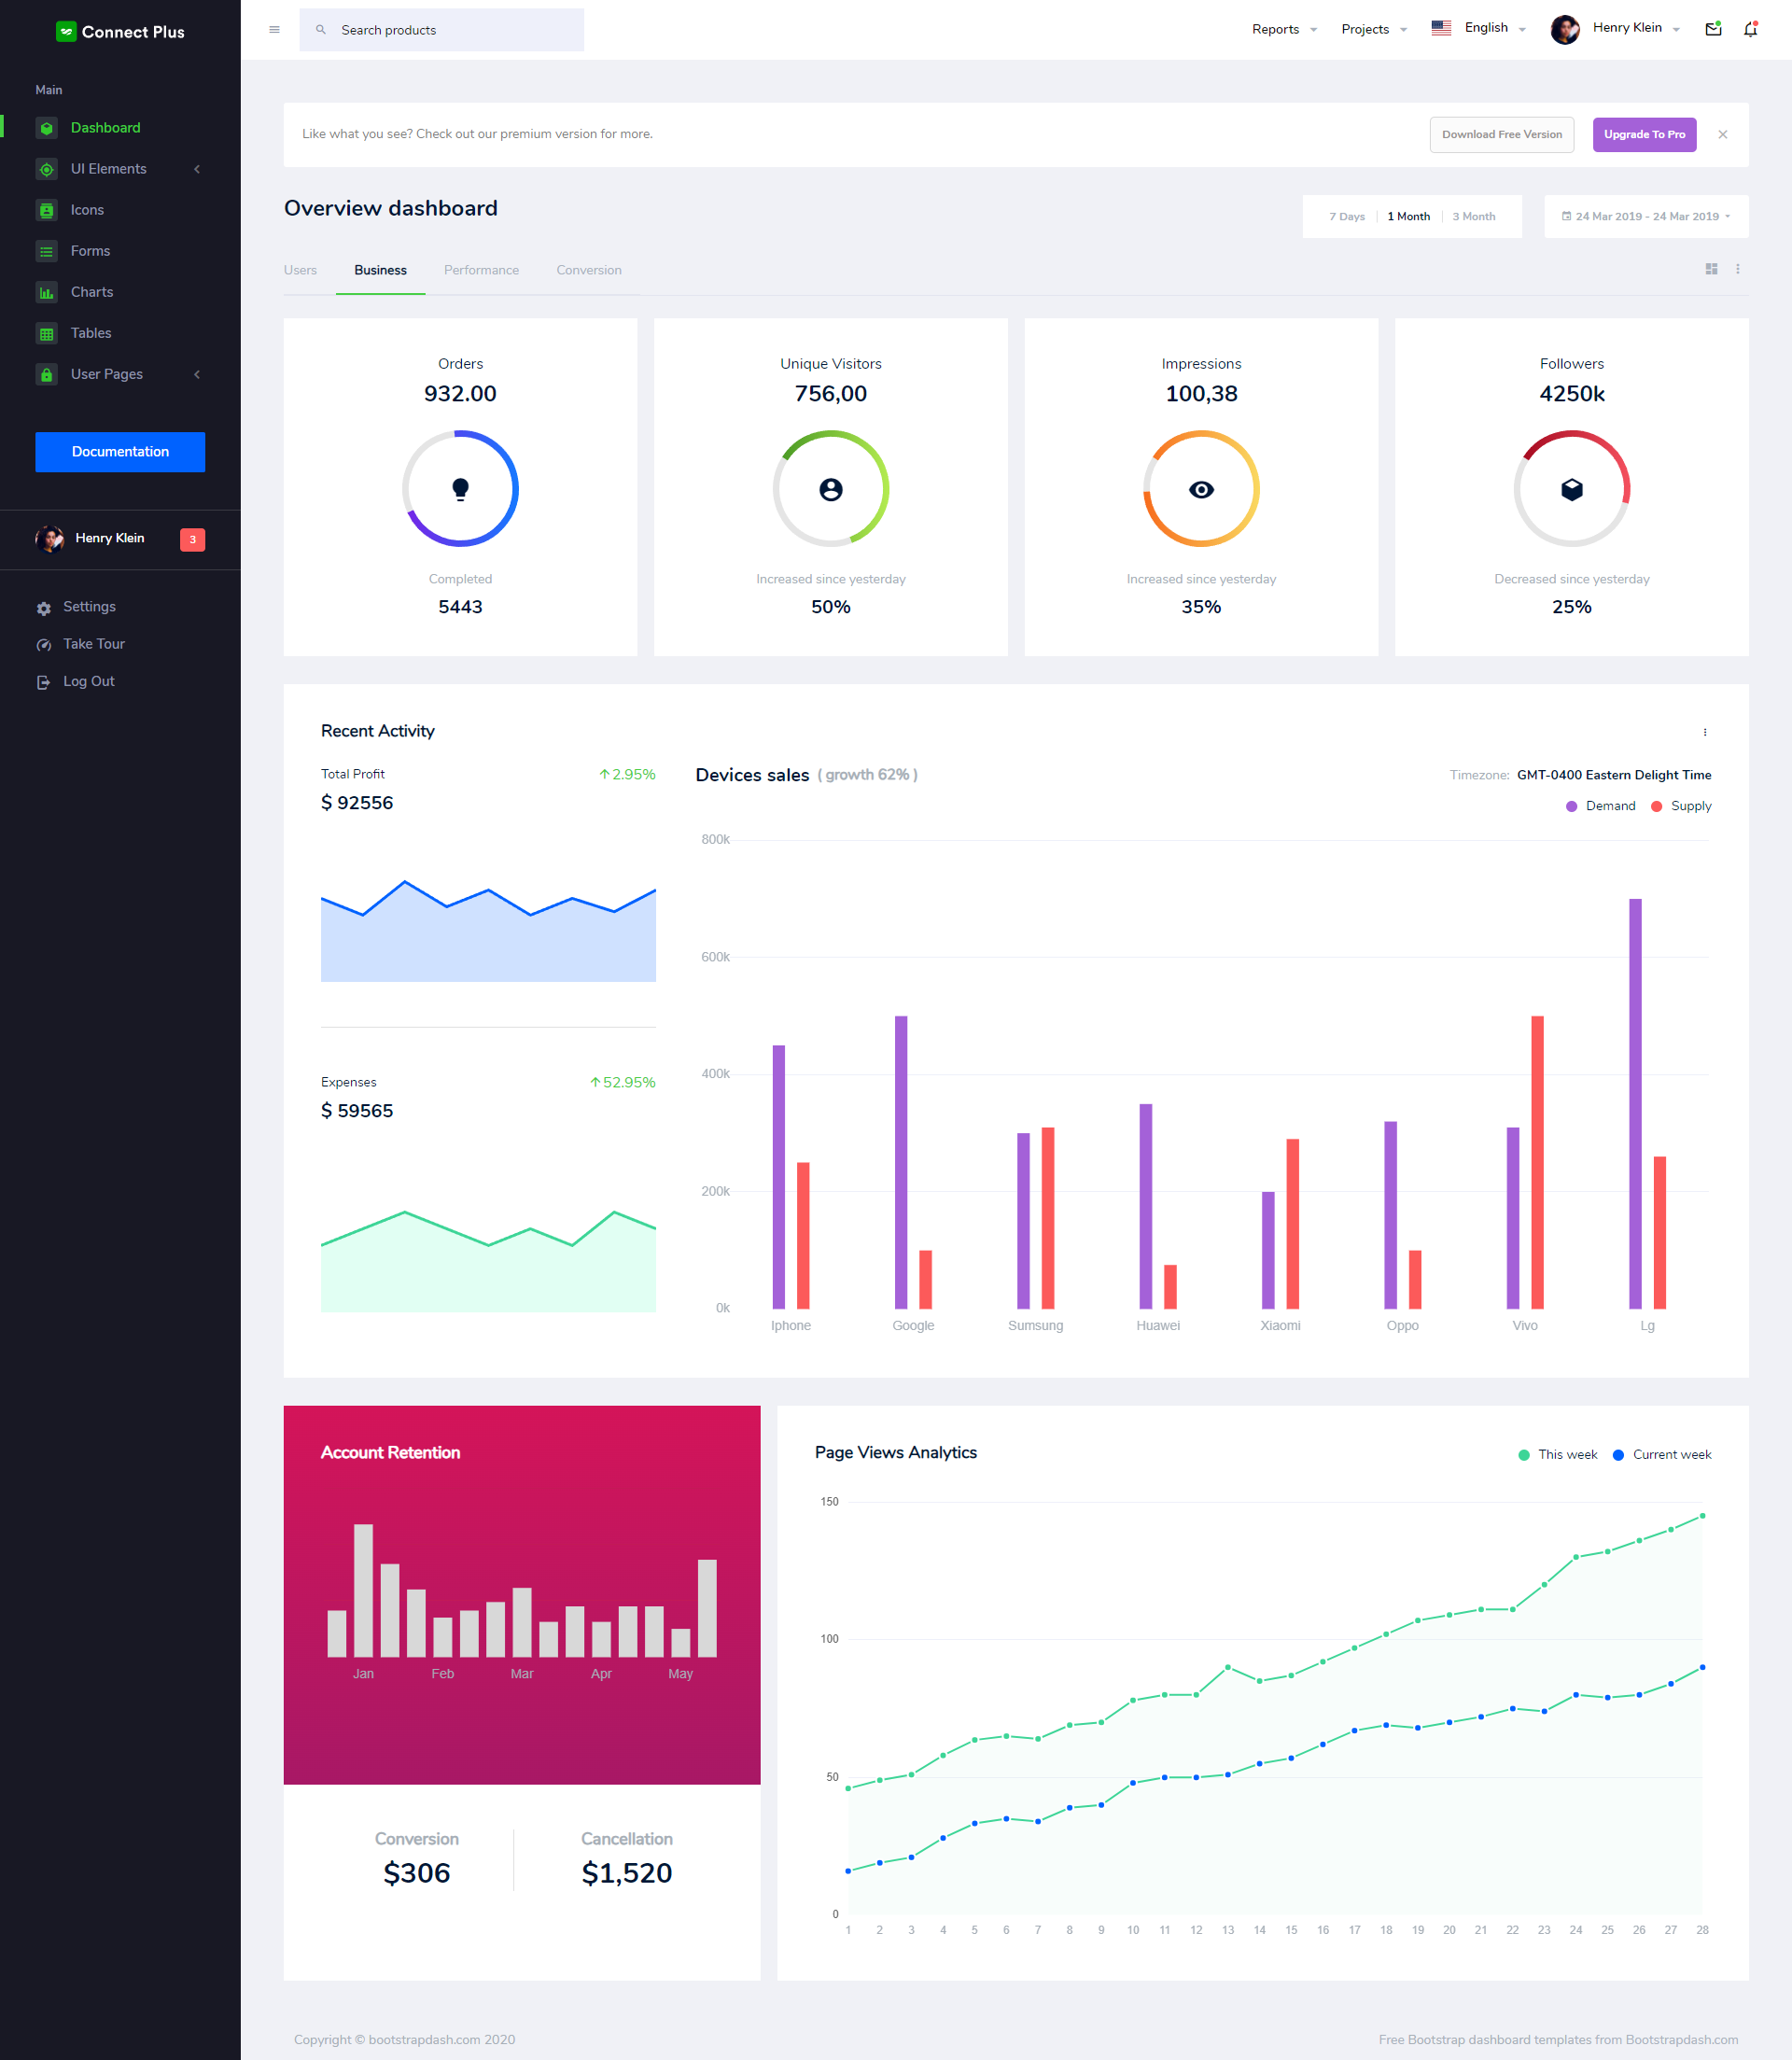 Connect Plus
Search products
Reports
Projects
English
Henry Klein
Main
Dashboard
UI Elements
Icons
Forms
Charts
Tables
User Pages
Documentation
Henry Klein
3
Settings
Take Tour
Log Out
Like what you see? Check out our premium version for more.
Download Free Version
Upgrade To Pro
Overview dashboard
7 Days
1 Month
3 Month
24 Mar 2019 - 24 Mar 2019
Users
Business
Performance
Conversion
Orders
932.00
Completed
5443
Unique Visitors
756,00
Increased since yesterday
50%
Impressions
100,38
Increased since yesterday
35%
Followers
4250k
Decreased since yesterday
25%
Recent Activity
Total Profit
2.95%
$ 92556
Expenses
52.95%
$ 59565
Devices sales ( growth 62% )
Timezone: GMT-0400 Eastern Delight Time
Demand
Supply
800k
600k
400k
200k
0k
Iphone
Google
Sumsung
Huawei
Xiaomi
Oppo
Vivo
Lg
Account Retention
Jan
Feb
Mar
Apr
May
Conversion
$306
Cancellation
$1,520
Page Views Analytics
This week
Current week
150
100
50
0
1
2
3
4
5
6
7
8
9
10
11
12
13
14
15
16
17
18
19
20
21
22
23
24
25
26
27
28
Copyright © bootstrapdash.com 2020
Free Bootstrap dashboard templates from Bootstrapdash.com